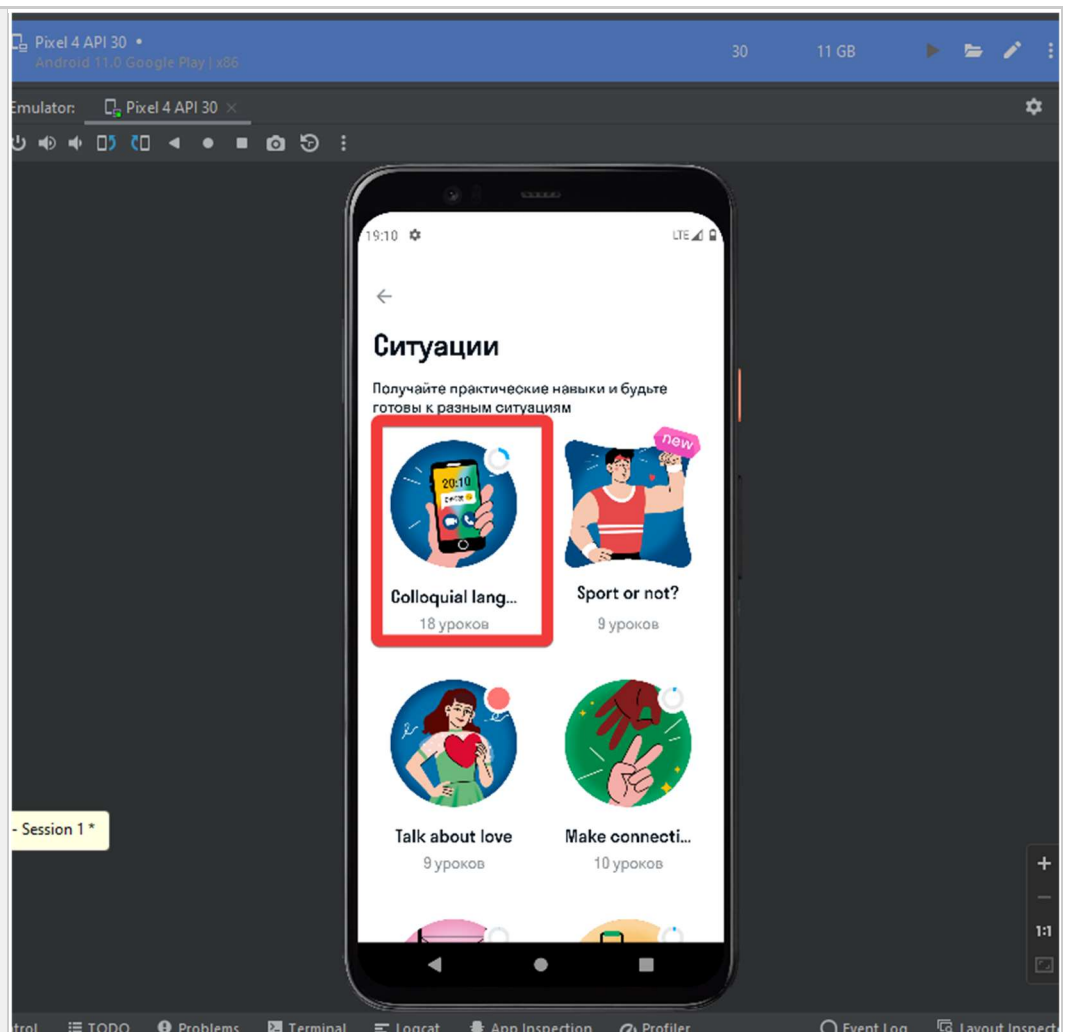 Pixel 4 API 30
Android 11.0 Google Play | x86
30
11 GB
Emulator:
Pixel 4 API 30
19:10
LTE
Ситуации
Получайте практические навыки и будьте
готовы к разным ситуациям
new
20:10
Colloquial lang...
18 уроков
Sport or not?
9 уроков
- Session 1 *
Talk about love
9 уроков
Make connecti...
10 уроков
1:1
trol
TODO
Problems
Terminal
Logcat
App Inspection
Profiler
Event Log
Layout Inspect